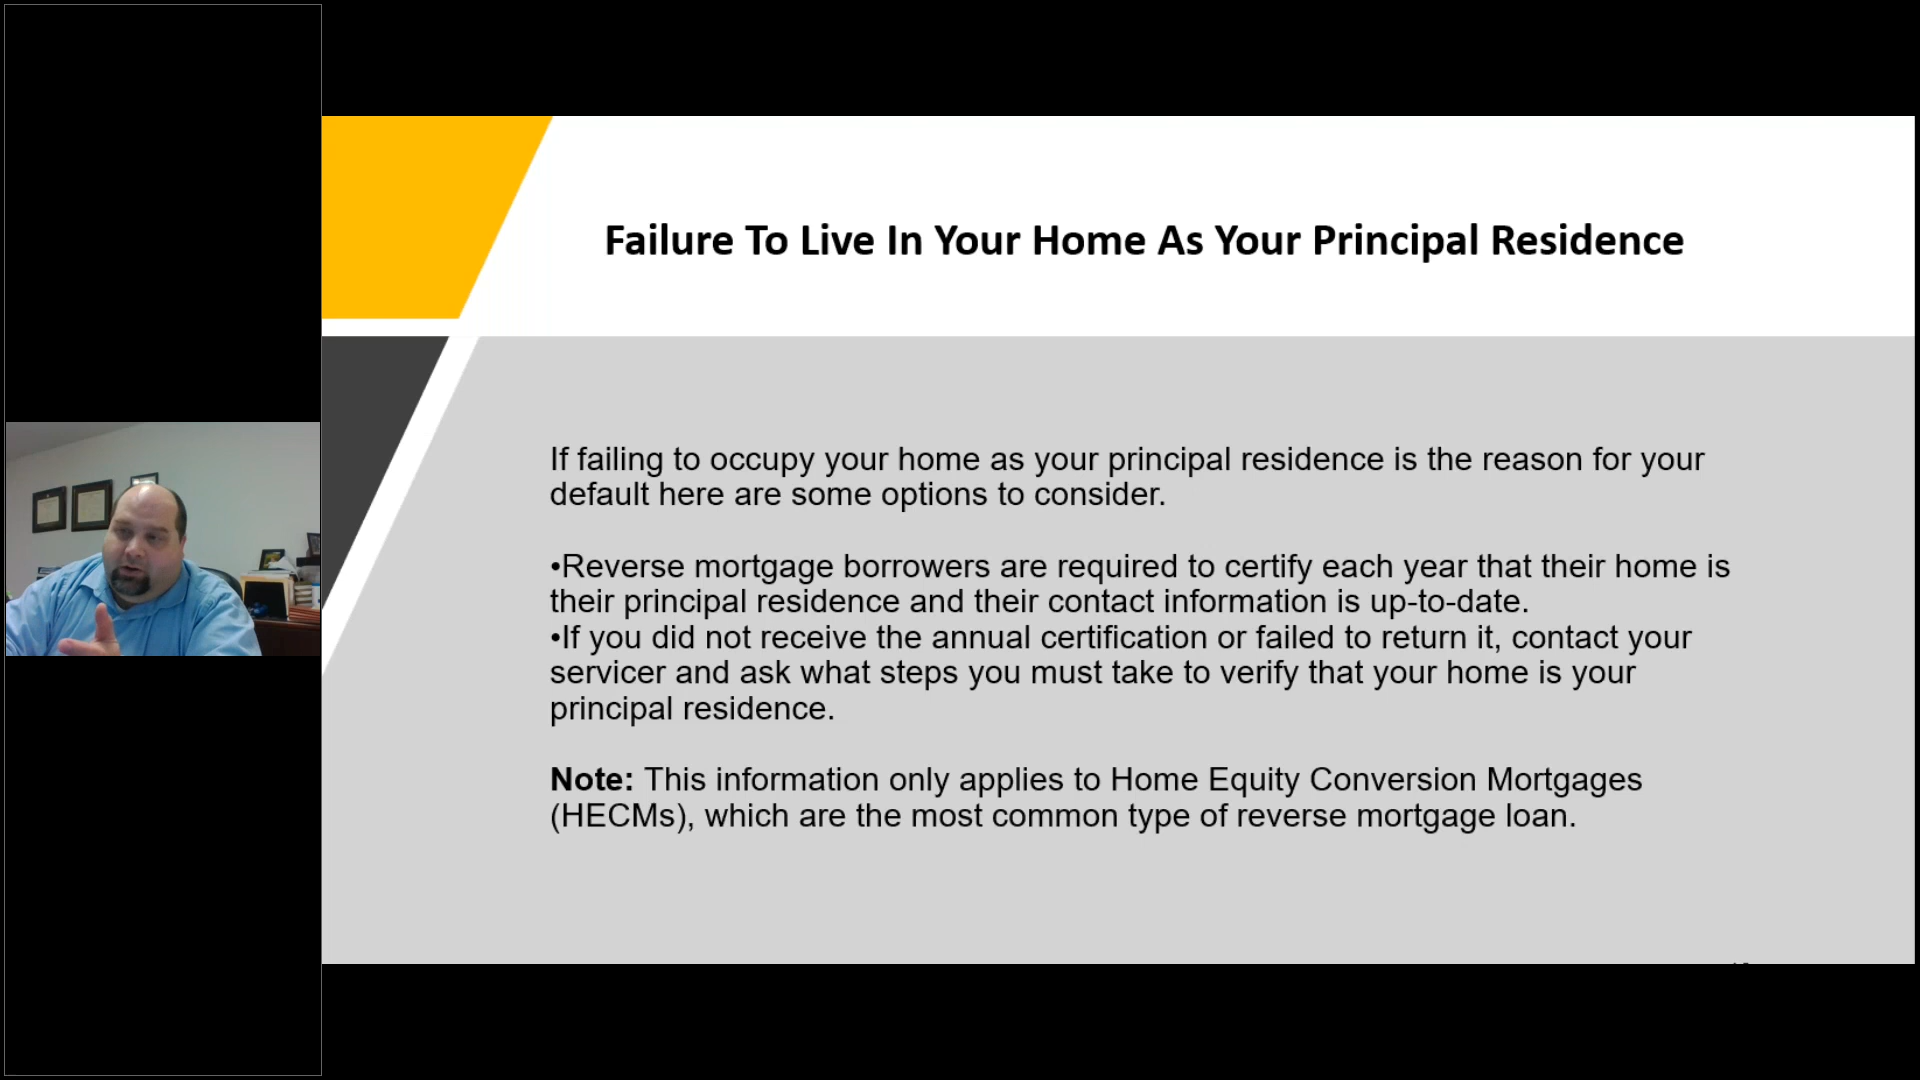 Failure To Live In Your Home As Your Principal Residence
If failing to occupy your home as your principal residence is the reason for your
default here are some options to consider.
•Reverse mortgage borrowers are required to certify each year that their home is
their principal residence and their contact information is up-to-date.
•If you did not receive the annual certification or failed to return it, contact your
servicer and ask what steps you must take to verify that your home is your
principal residence.
Note: This information only applies to Home Equity Conversion Mortgages
(HECMs), which are the most common type of reverse mortgage loan.